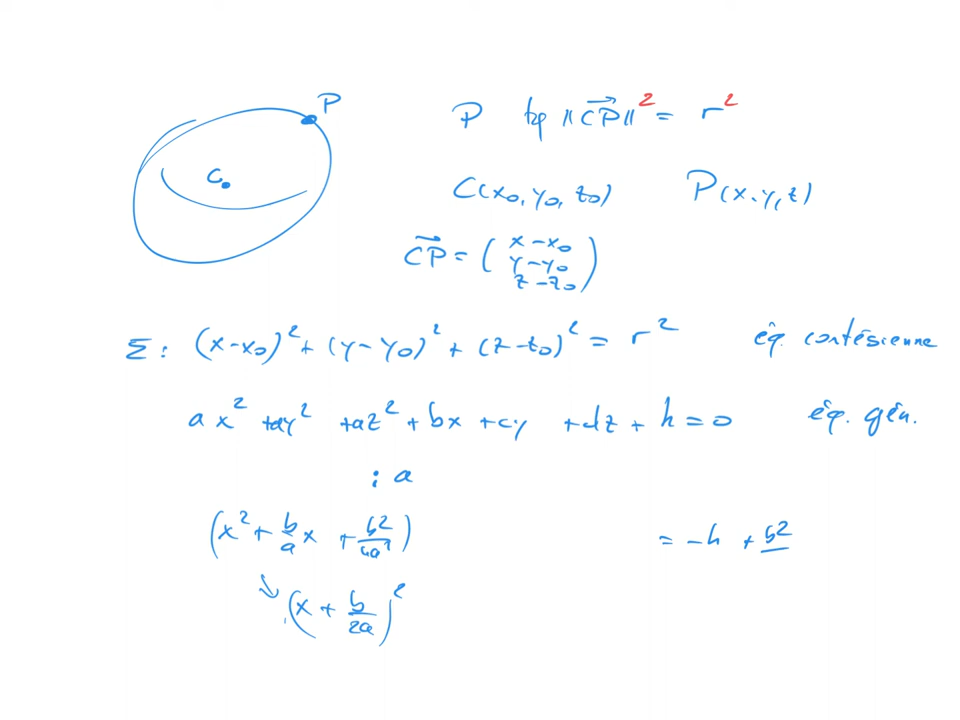 P
C
P tq ||CP||² = r²
C(x₀, y₀, z₀) P(x, y, z)
CP = ( x - x₀
y - y₀
z - z₀ )
Σ : (x-x₀)² + (y-y₀)² + (z-z₀)² = r² éq. cartésienne
a x² + ay² + az² + bx + cy + dz + h = 0 éq. gén.
: a
(x² + b/a x + b²/4a²) = -h + b²
(x + b/2a)²